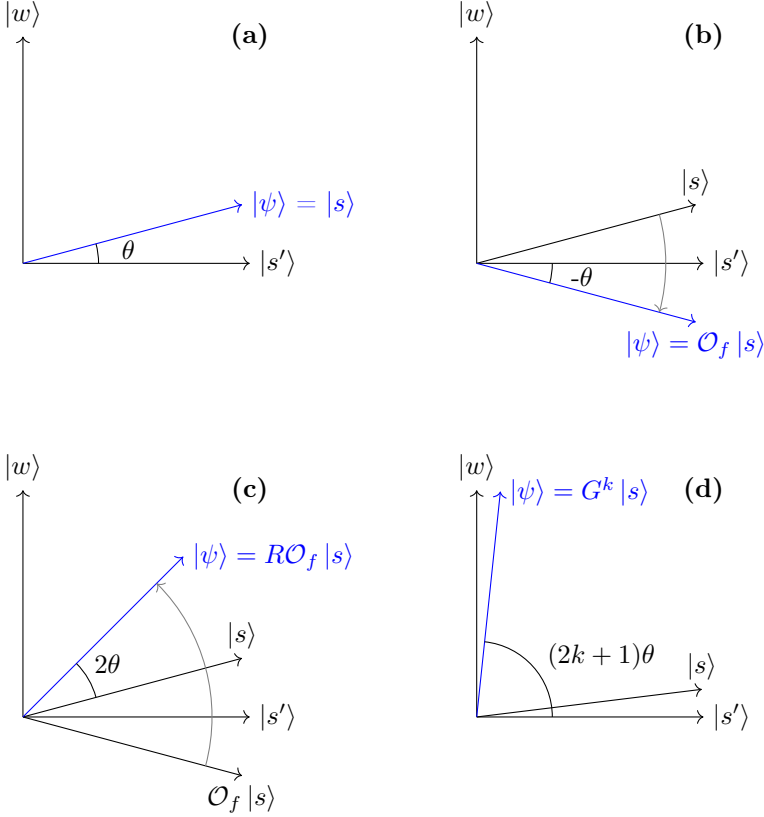 |w⟩
(a)
|ψ⟩ = |s⟩
θ
|s′⟩
|w⟩
(b)
|s⟩
|s′⟩
-θ
|ψ⟩ = 𝒪_f |s⟩
|w⟩
(c)
|ψ⟩ = R𝒪_f |s⟩
|s⟩
2θ
|s′⟩
𝒪_f |s⟩
|w⟩
(d)
|ψ⟩ = G^k |s⟩
(2k + 1)θ
|s⟩
|s′⟩